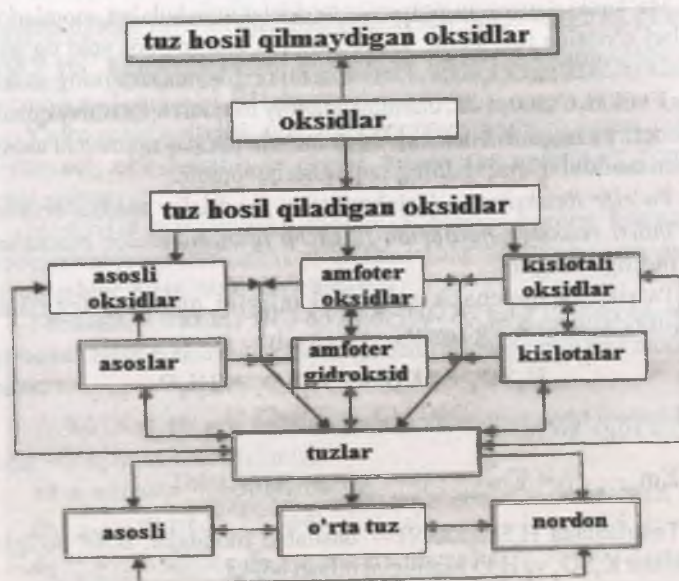 tuz hosil qilmaydigan oksidlar
oksidlar
tuz hosil qiladigan oksidlar
asosli
oksidlar
amfoter
oksidlar
kislotali
oksidlar
asoslar
amfoter
gidroksid
kislotalar
tuzlar
asosli
o'rta tuz
nordon